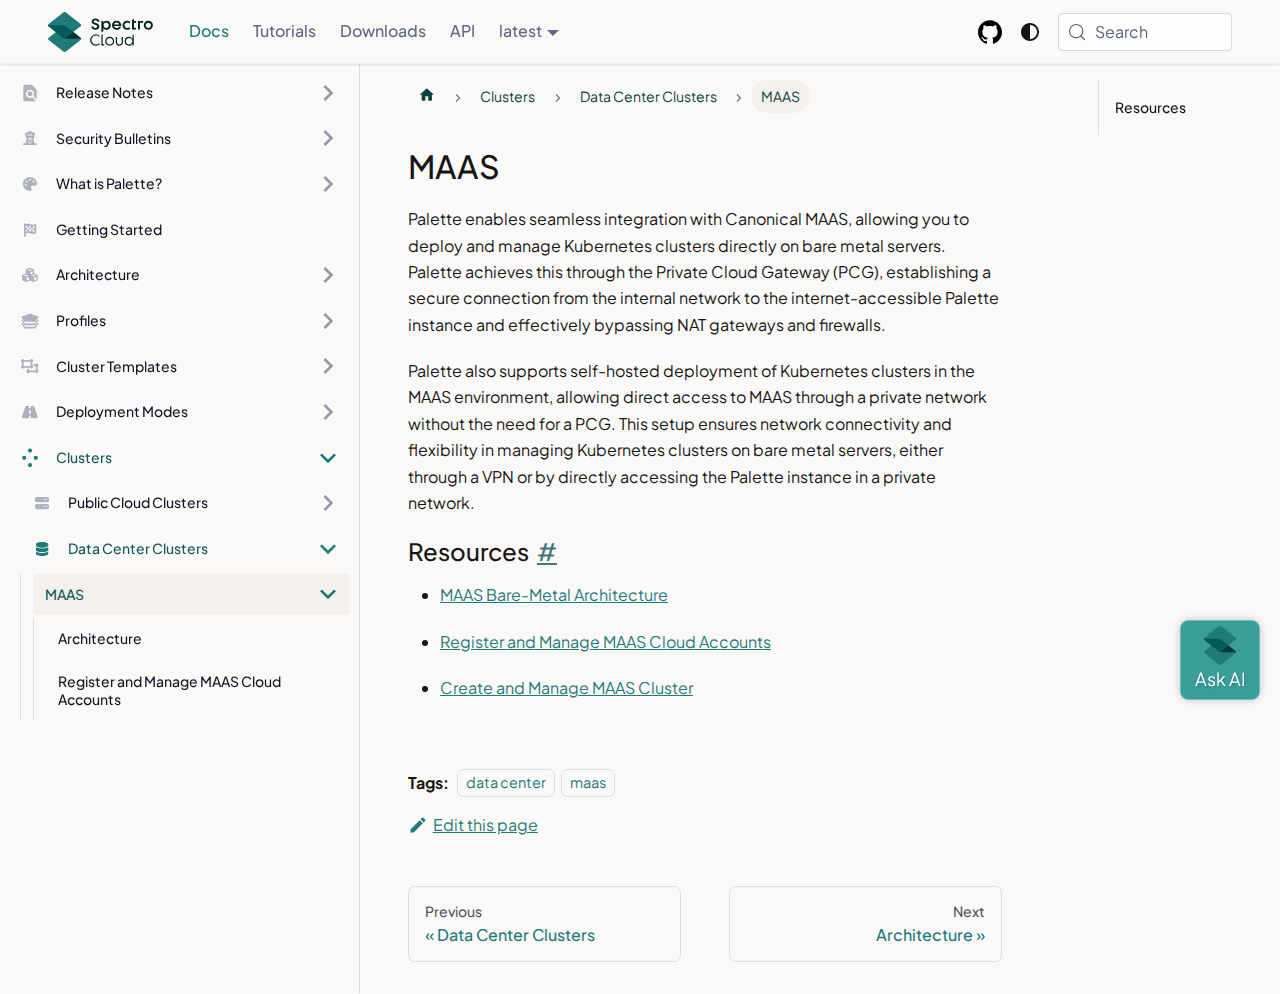 Spectro Cloud
Docs
Tutorials
Downloads
API
latest
Search
Release Notes
Security Bulletins
What is Palette?
Getting Started
Architecture
Profiles
Cluster Templates
Deployment Modes
Clusters
Public Cloud Clusters
Data Center Clusters
MAAS
Architecture
Register and Manage MAAS Cloud
Accounts
Clusters
Data Center Clusters
MAAS
MAAS
Palette enables seamless integration with Canonical MAAS, allowing you to
deploy and manage Kubernetes clusters directly on bare metal servers.
Palette achieves this through the Private Cloud Gateway (PCG), establishing a
secure connection from the internal network to the internet-accessible Palette
instance and effectively bypassing NAT gateways and firewalls.
Palette also supports self-hosted deployment of Kubernetes clusters in the
MAAS environment, allowing direct access to MAAS through a private network
without the need for a PCG. This setup ensures network connectivity and
flexibility in managing Kubernetes clusters on bare metal servers, either
through a VPN or by directly accessing the Palette instance in a private
network.
Resources #
MAAS Bare-Metal Architecture
Register and Manage MAAS Cloud Accounts
Create and Manage MAAS Cluster
Tags: data center maas
Edit this page
Previous
« Data Center Clusters
Next
Architecture »
Resources
Ask AI